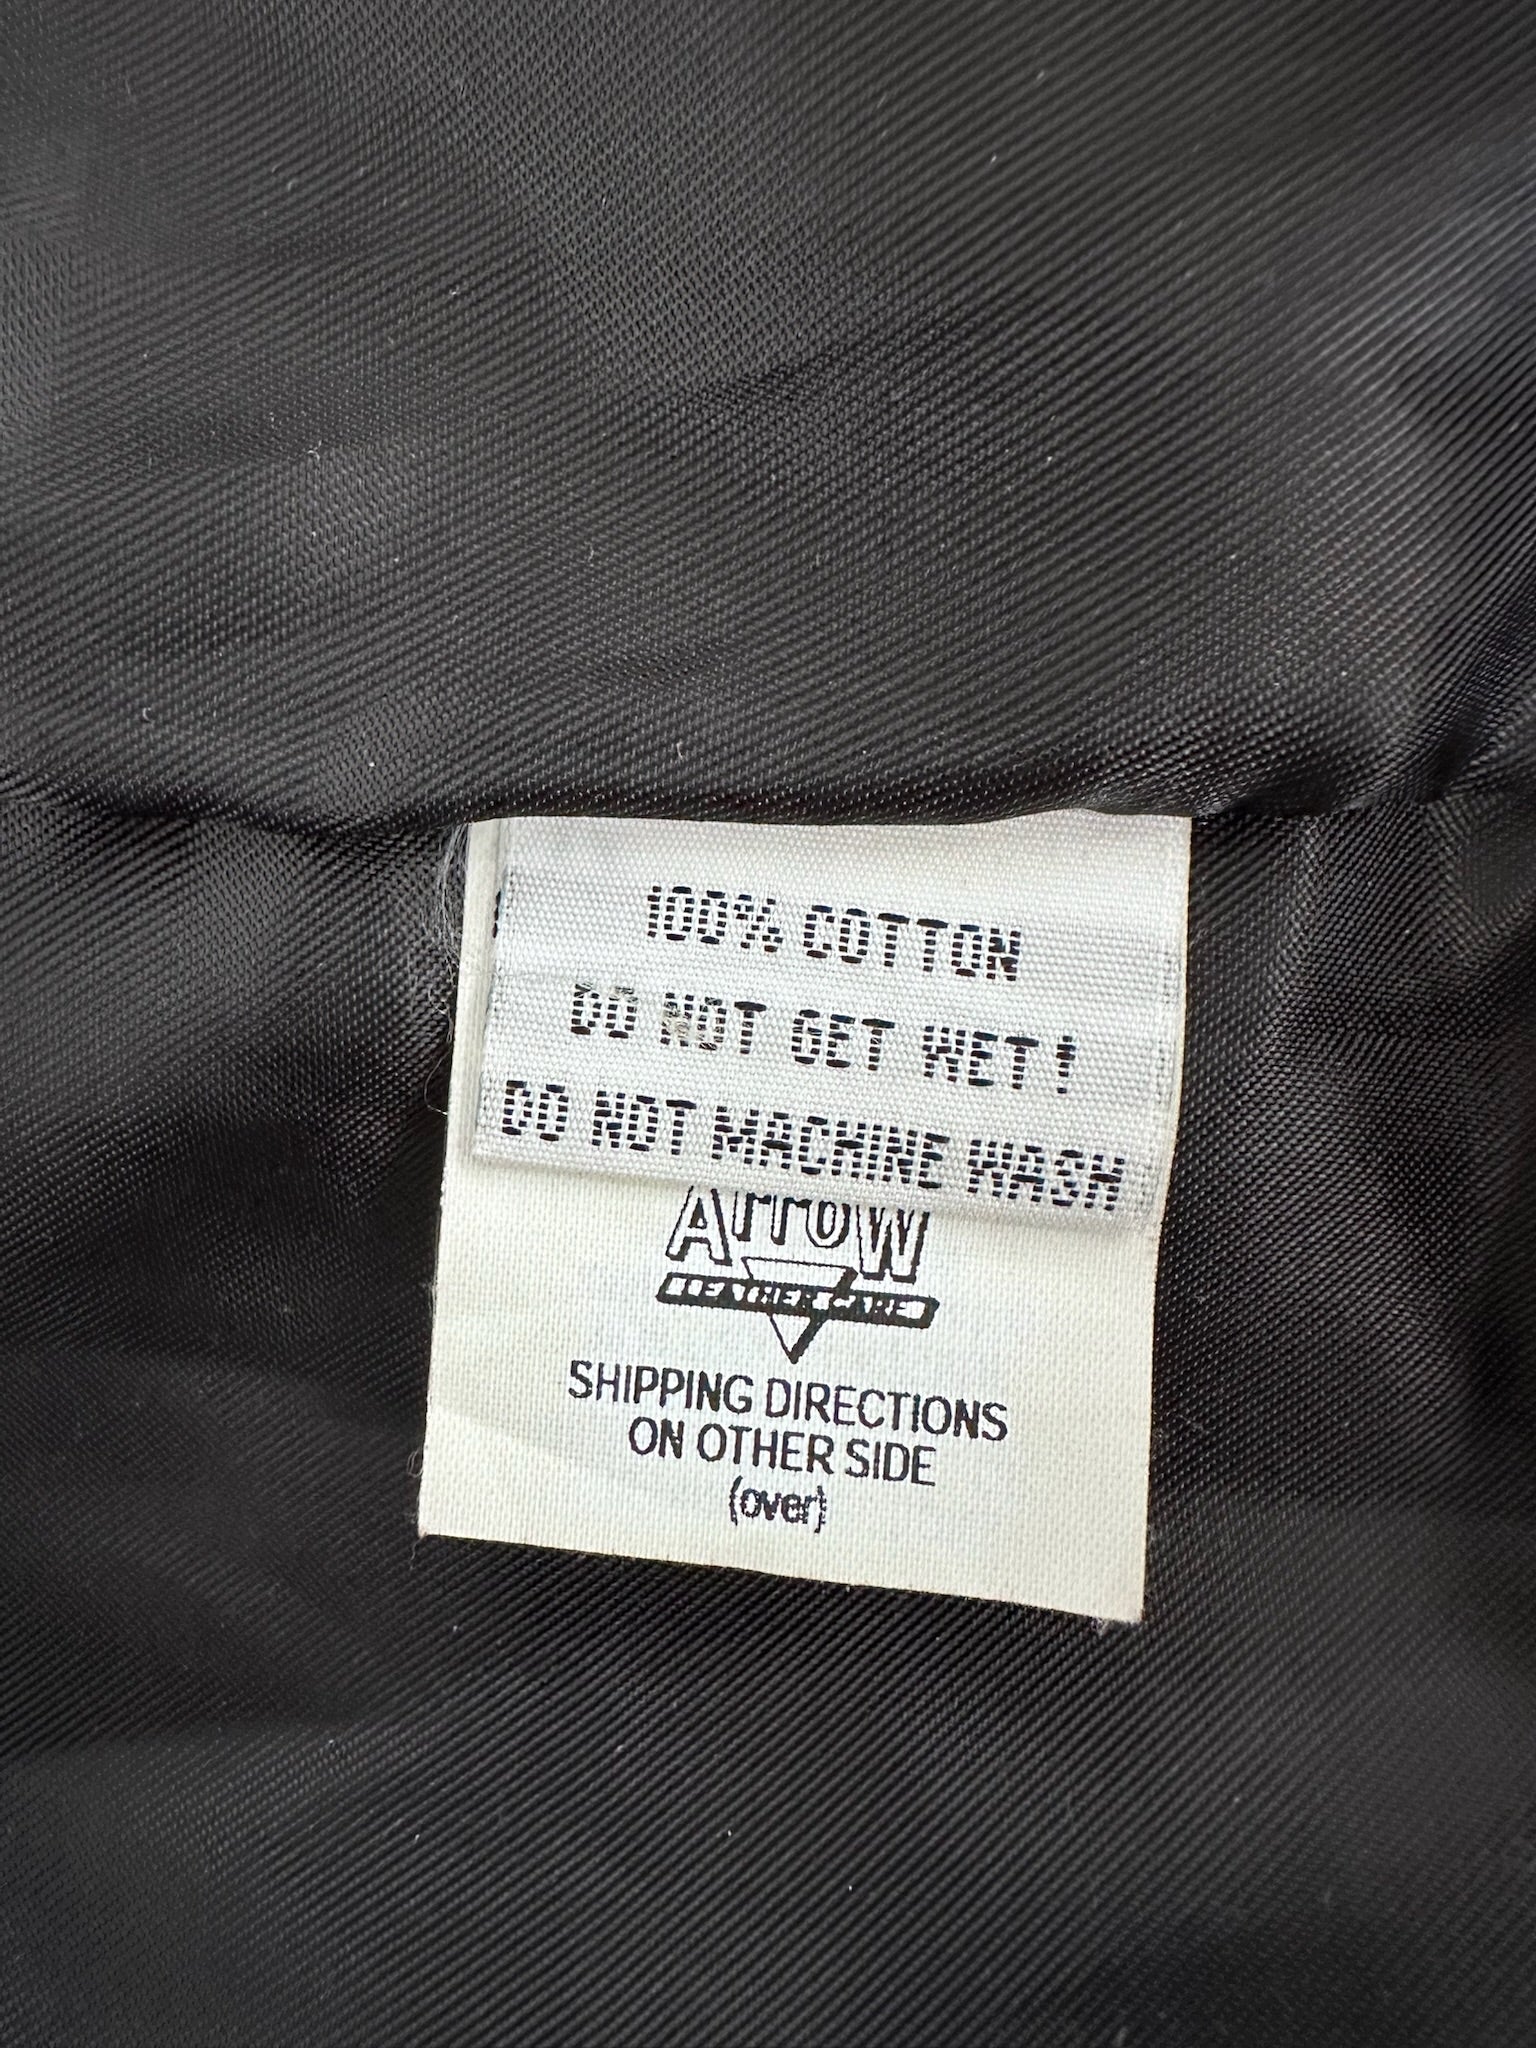 100% COTTON
DO NOT GET WET!
DO NOT MACHINE WASH
ArroW
LEATHER CARE
SHIPPING DIRECTIONS
ON OTHER SIDE
(over)